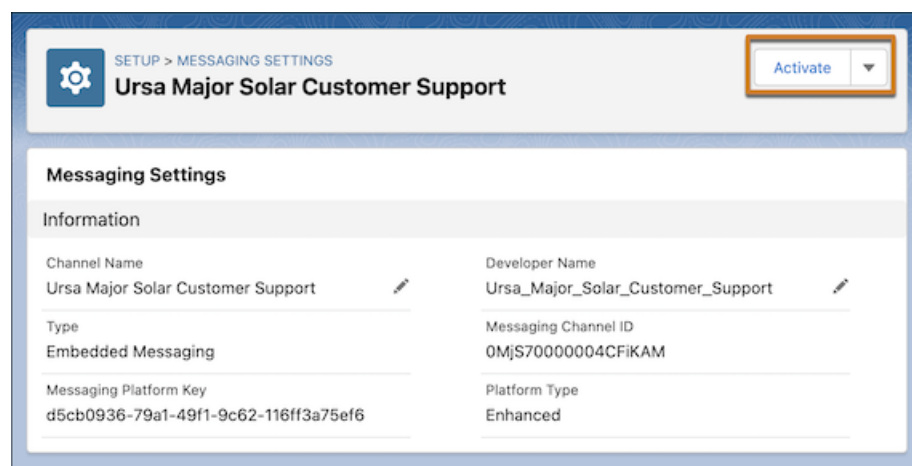 SETUP > MESSAGING SETTINGS
Ursa Major Solar Customer Support
Activate
Messaging Settings
Information
Channel Name
Ursa Major Solar Customer Support
Developer Name
Ursa_Major_Solar_Customer_Support
Type
Embedded Messaging
Messaging Channel ID
0MjS70000004CFiKAM
Messaging Platform Key
d5cb0936-79a1-49f1-9c62-116ff3a75ef6
Platform Type
Enhanced